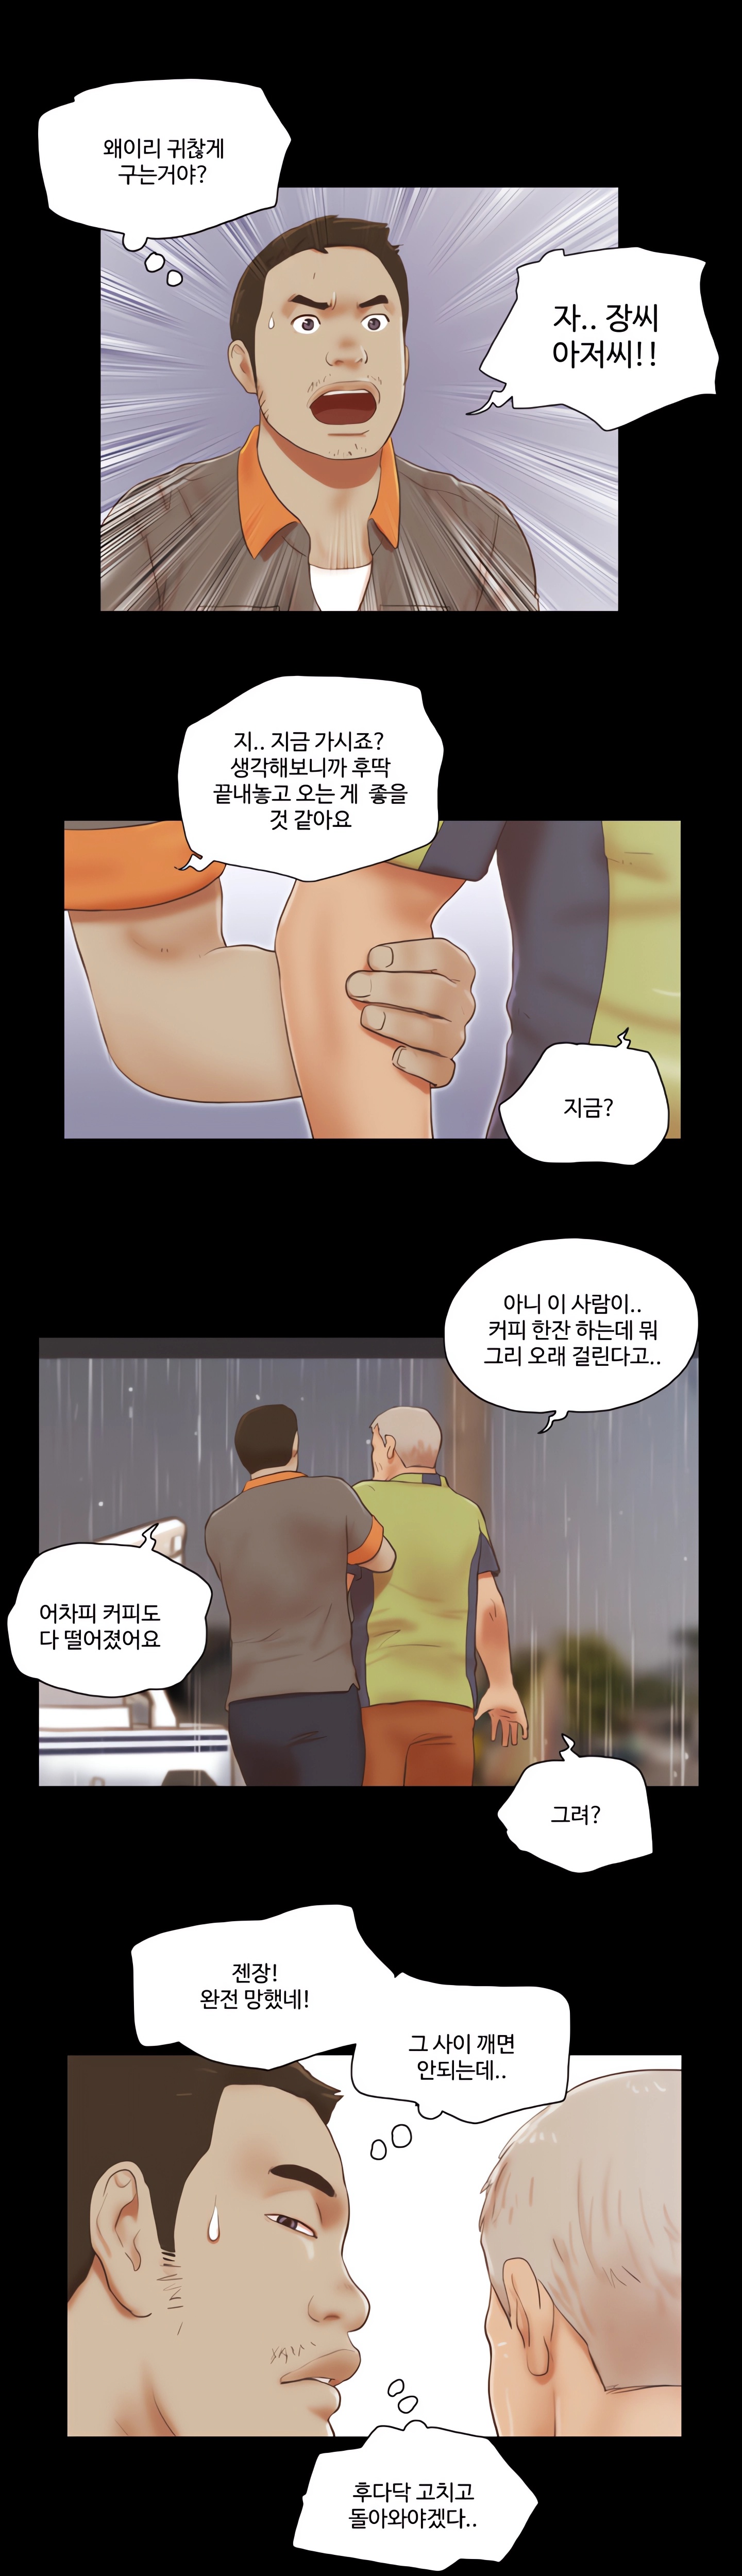 왜이리 귀찮게
구는거야?
자.. 장씨
아저씨!!
지.. 지금 가시죠?
생각해보니까 후딱
끝내놓고 오는 게 좋을
것 같아요
지금?
아니 이 사람이..
커피 한잔 하는데 뭐
그리 오래 걸린다고..
어차피 커피도
다 떨어졌어요
그려?
젠장!
완전 망했네!
그 사이 깨면
안되는데..
후다닥 고치고
돌아와야겠다..